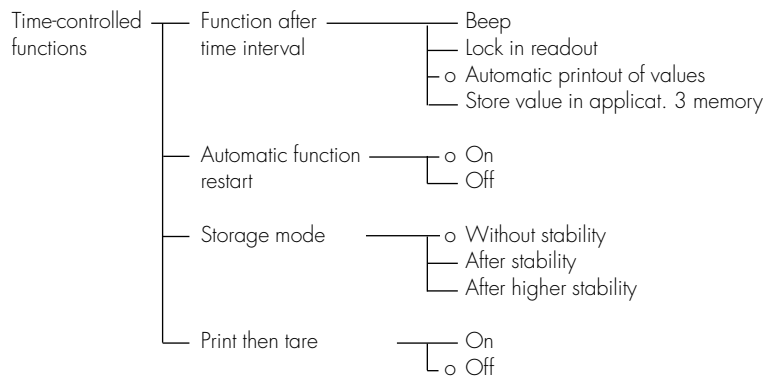 Time-controlled functions
Function after time interval
Beep
Lock in readout
o Automatic printout of values
Store value in applicat. 3 memory
Automatic function restart
o On
Off
Storage mode
o Without stability
After stability
After higher stability
Print then tare
On
o Off